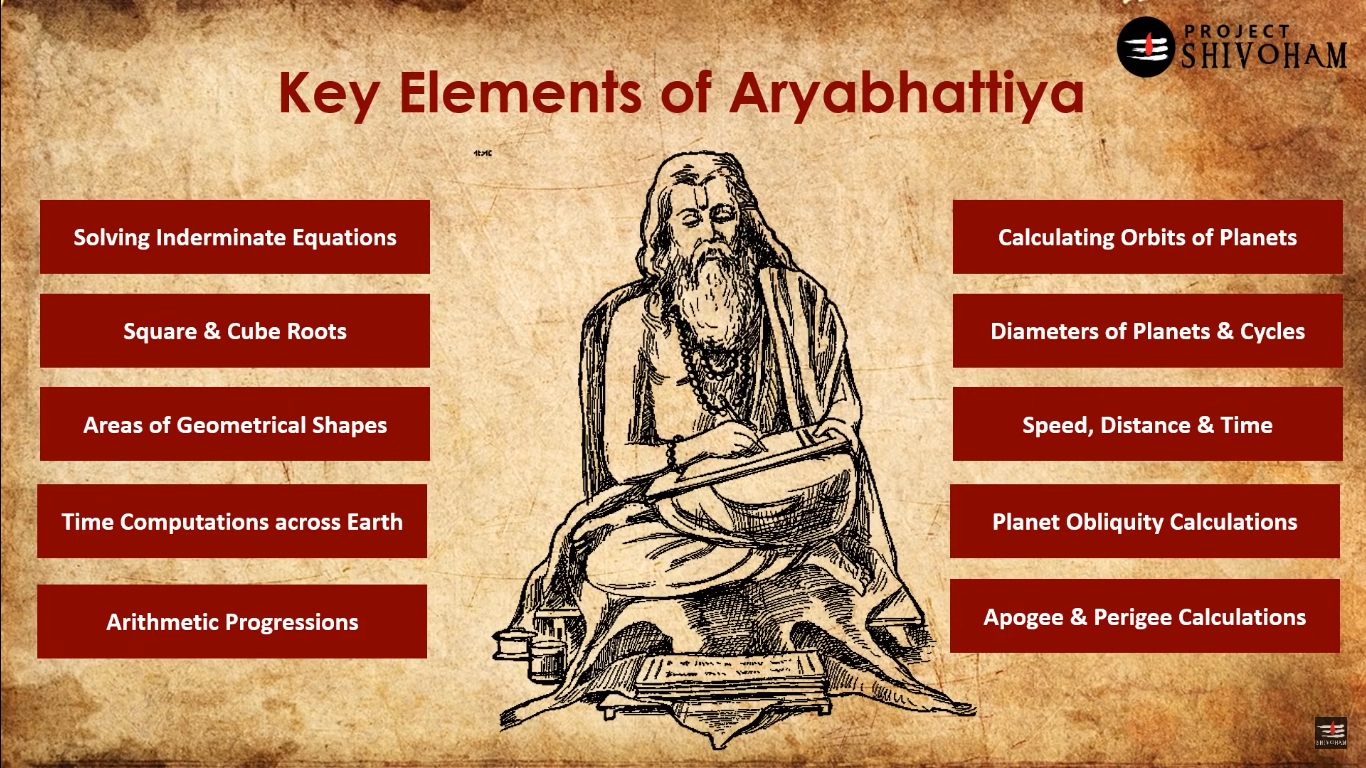 PROJECT
SHIVOHAM
Key Elements of Aryabhattiya
Solving Inderminate Equations
Square & Cube Roots
Areas of Geometrical Shapes
Time Computations across Earth
Arithmetic Progressions
Calculating Orbits of Planets
Diameters of Planets & Cycles
Speed, Distance & Time
Planet Obliquity Calculations
Apogee & Perigee Calculations
SHIVOHAM